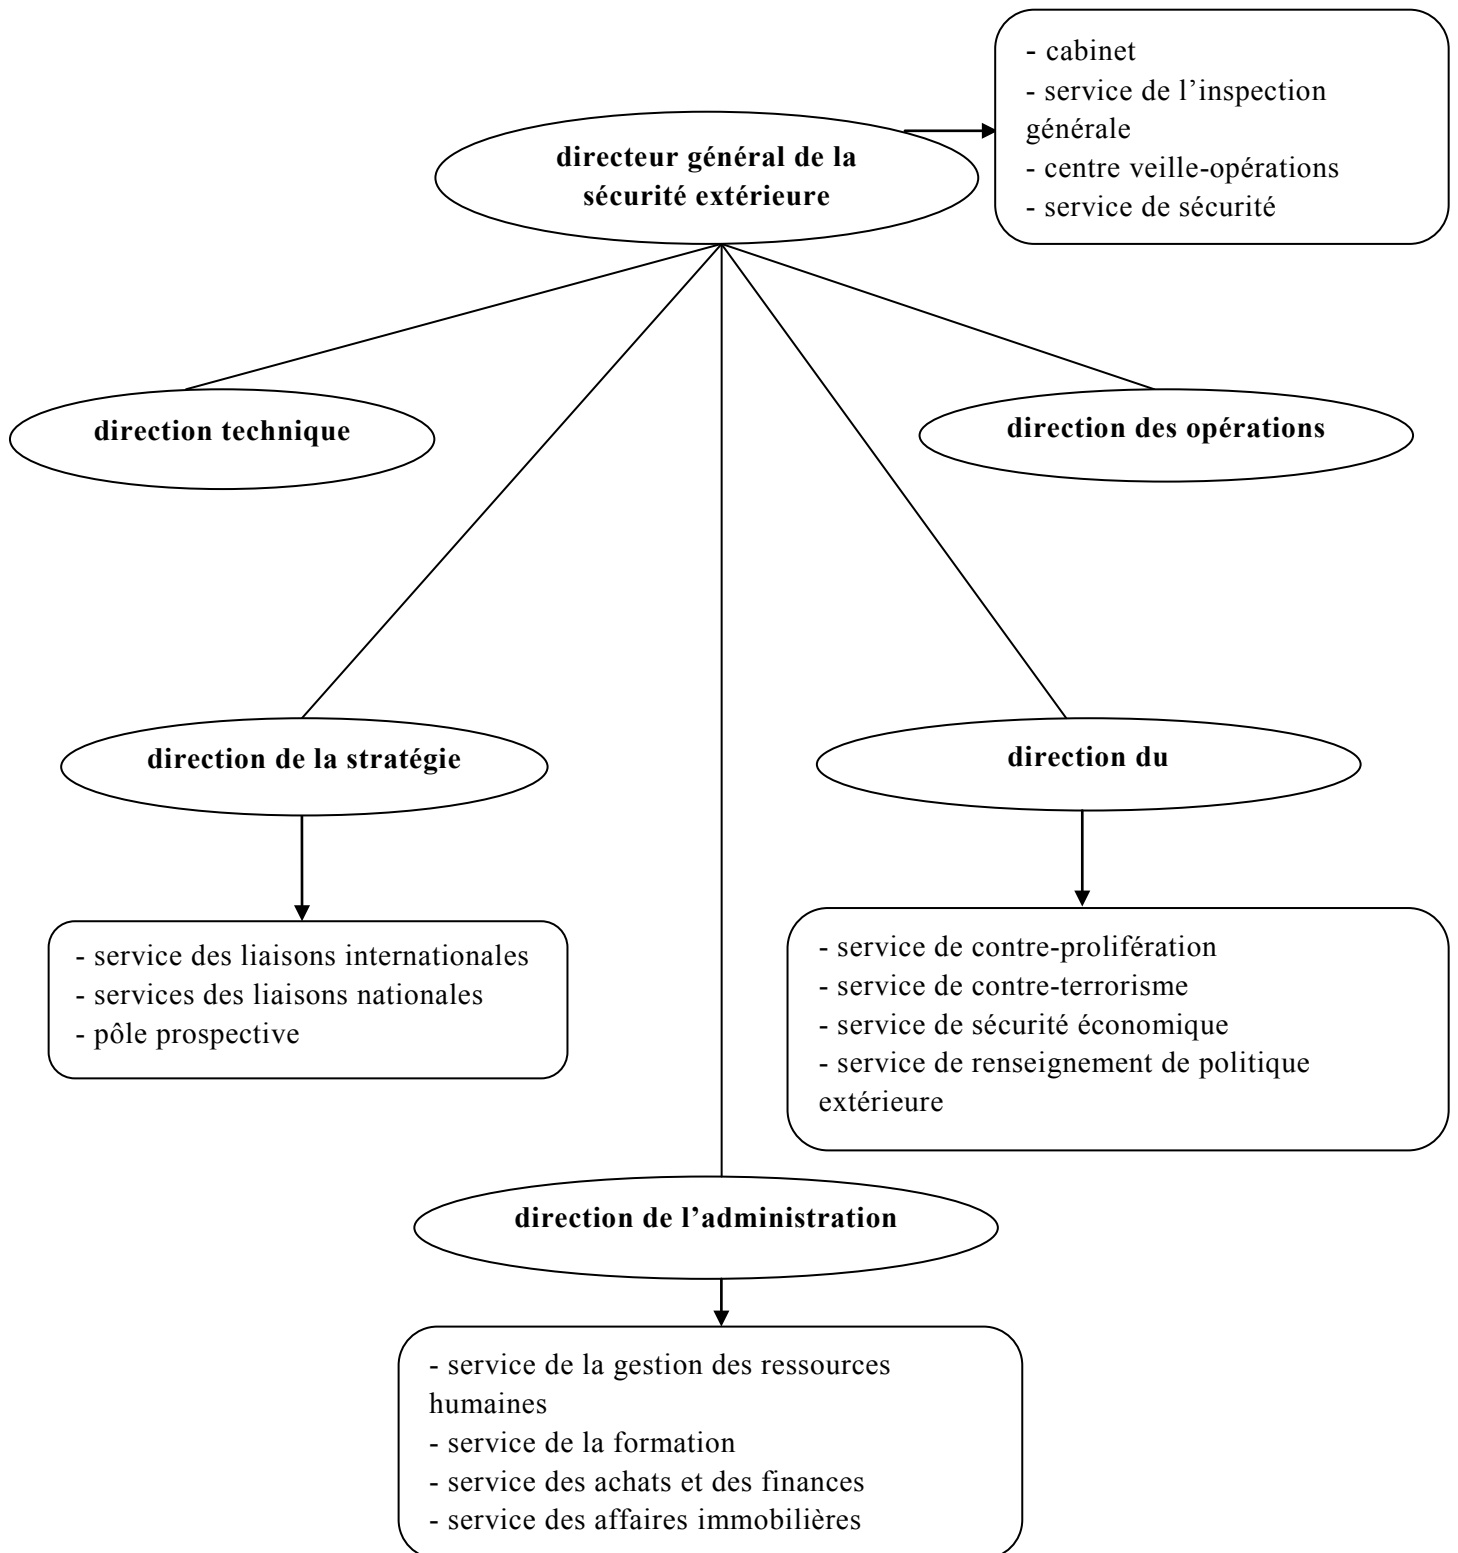 - cabinet
- service de l’inspection
générale
- centre veille-opérations
- service de sécurité
directeur général de la
sécurité extérieure
direction technique
direction des opérations
direction de la stratégie
direction du
- service des liaisons internationales
- services des liaisons nationales
- pôle prospective
- service de contre-prolifération
- service de contre-terrorisme
- service de sécurité économique
- service de renseignement de politique
extérieure
direction de l’administration
- service de la gestion des ressources
humaines
- service de la formation
- service des achats et des finances
- service des affaires immobilières